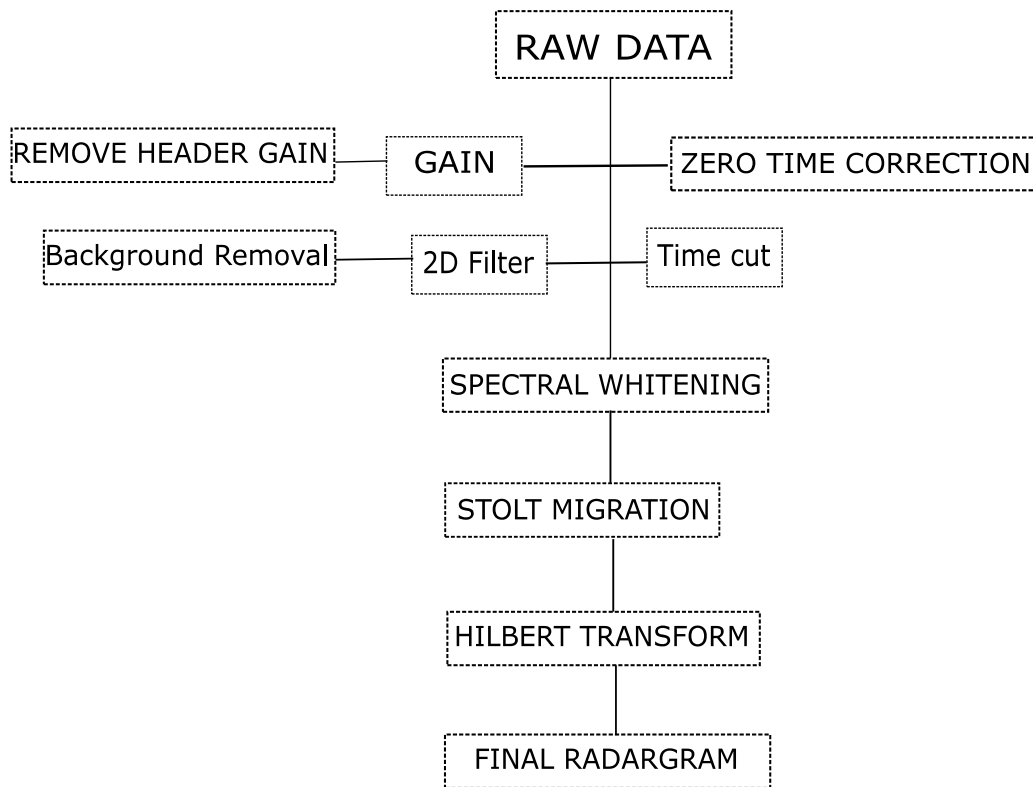 RAW DATA
REMOVE HEADER GAIN
GAIN
ZERO TIME CORRECTION
Background Removal
2D Filter
Time cut
SPECTRAL WHITENING
STOLT MIGRATION
HILBERT TRANSFORM
FINAL RADARGRAM